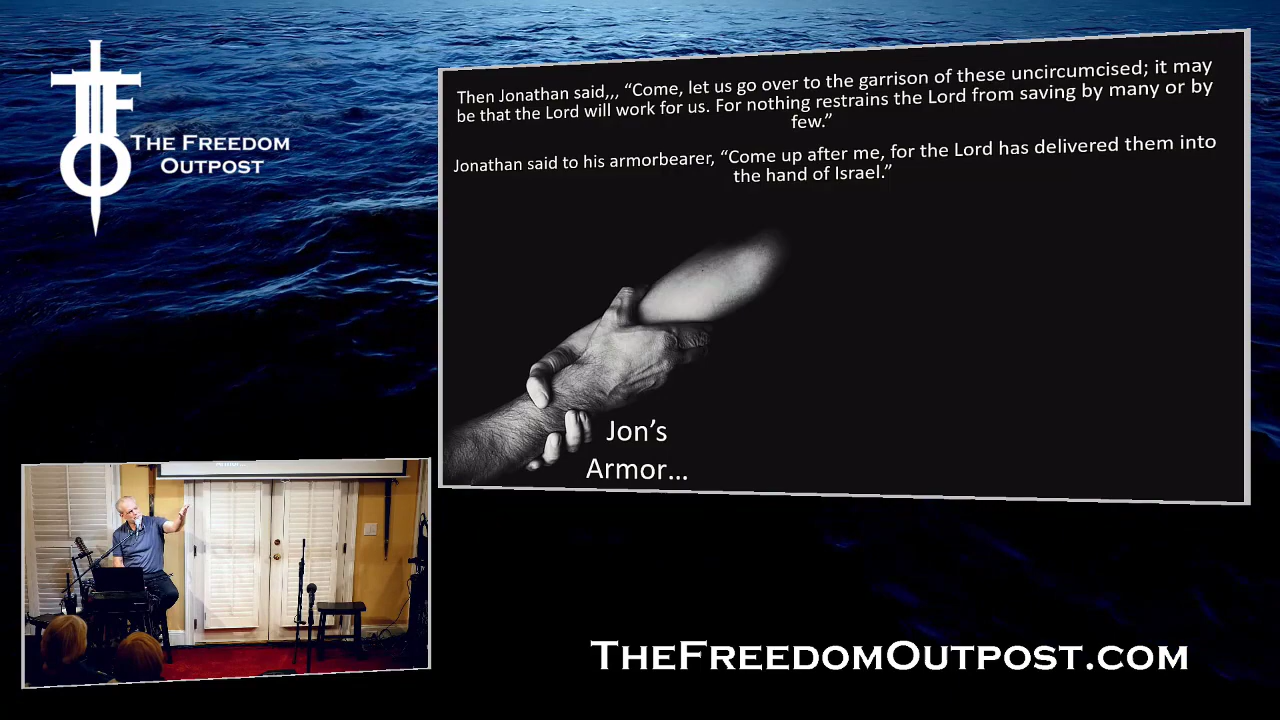 THE FREEDOM
OUTPOST
Then Jonathan said,,, “Come, let us go over to the garrison of these uncircumcised; it may
be that the Lord will work for us. For nothing restrains the Lord from saving by many or by
few.”
Jonathan said to his armorbearer, “Come up after me, for the Lord has delivered them into
the hand of Israel.”
Jon’s
Armor...
THEFREEDOMOUTPOST.COM